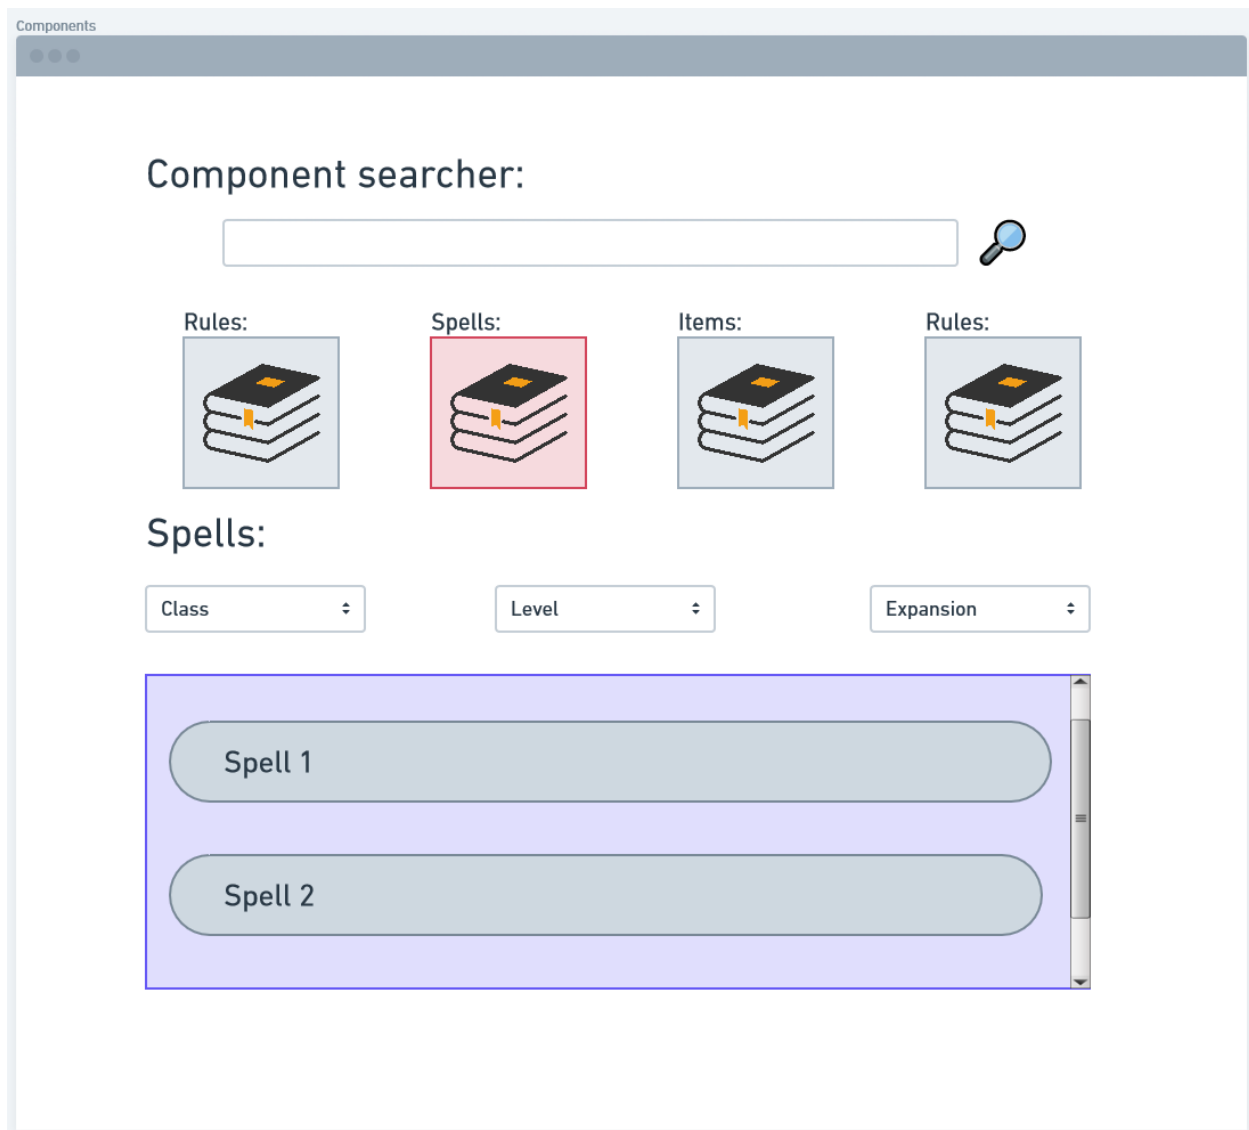 Components
Component searcher:
Rules: Spells: Items: Rules:
Spells:
Class Level Expansion
Spell 1
Spell 2